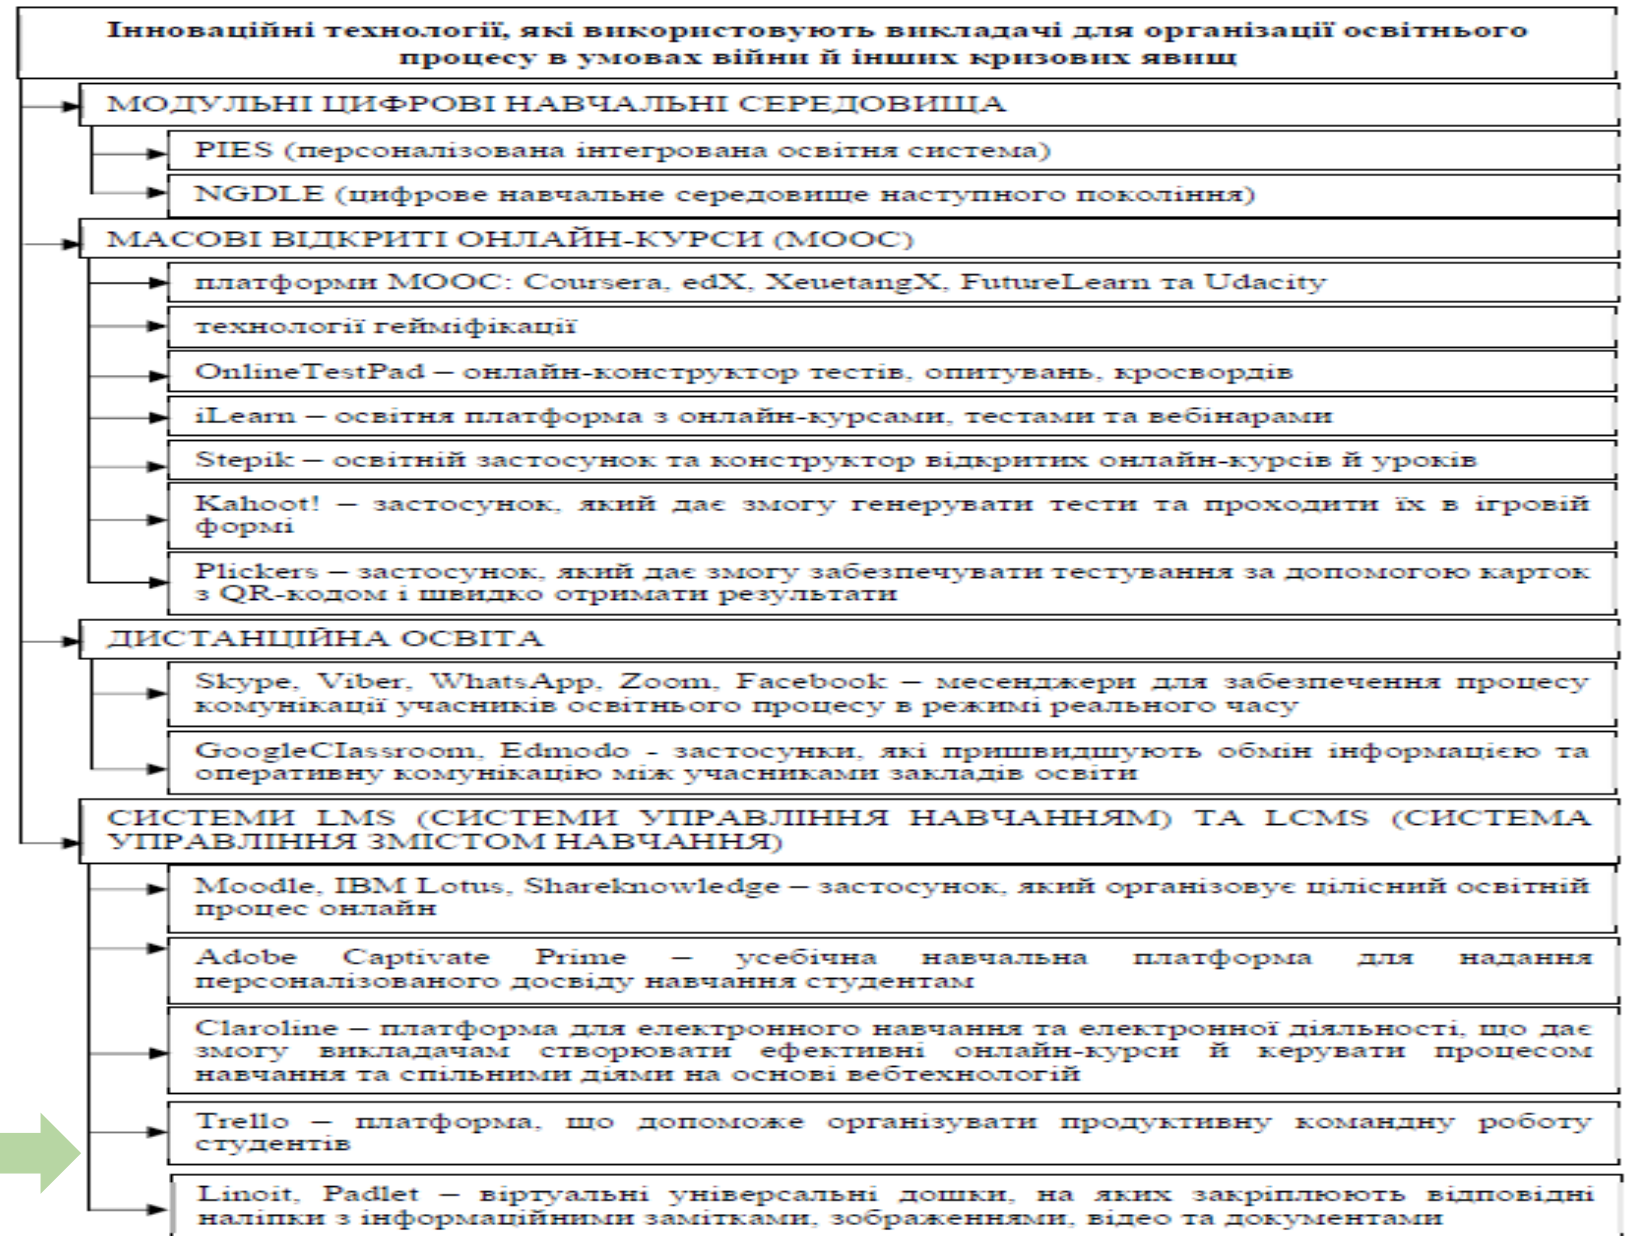 Інноваційні технології, які використовують викладачі для організації освітнього
процесу в умовах війни й інших кризових явищ
МОДУЛЬНІ ЦИФРОВІ НАВЧАЛЬНІ СЕРЕДОВИЩА
PIES (персоналізована інтегрована освітня система)
NGDLE (цифрове навчальне середовище наступного покоління)
МАСОВІ ВІДКРИТІ ОНЛАЙН-КУРСИ (МООС)
платформи МООС: Coursera, edX, XeuetangX, FutureLearn та Udacity
технології гейміфікації
OnlineTestPad – онлайн-конструктор тестів, опитувань, кросвордів
iLearn – освітня платформа з онлайн-курсами, тестами та вебінарами
Stepik – освітній застосунок та конструктор відкритих онлайн-курсів й уроків
Kahoot! – застосунок, який дає змогу генерувати тести та проходити їх в ігровій
формі
Plickers – застосунок, який дає змогу забезпечувати тестування за допомогою карток
з QR-кодом і швидко отримати результати
ДИСТАНЦІЙНА ОСВІТА
Skype, Viber, WhatsApp, Zoom, Facebook – месенджери для забезпечення процесу
комунікації учасників освітнього процесу в режимі реального часу
GoogleClassroom, Edmodo - застосунки, які пришвидшують обмін інформацією та
оперативну комунікацію між учасниками закладів освіти
СИСТЕМИ LMS (СИСТЕМИ УПРАВЛІННЯ НАВЧАННЯМ) ТА LCMS (СИСТЕМА
УПРАВЛІННЯ ЗМІСТОМ НАВЧАННЯ)
Moodle, IBM Lotus, Shareknowledge – застосунок, який організовує цілісний освітній
процес онлайн
Adobe Captivate Prime – усебічна навчальна платформа для надання
персоналізованого досвіду навчання студентам
Claroline – платформа для електронного навчання та електронної діяльності, що дає
змогу викладачам створювати ефективні онлайн-курси й керувати процесом
навчання та спільними діями на основі вебтехнологій
Trello – платформа, що допоможе організувати продуктивну командну роботу
студентів
Linoit, Padlet – віртуальні універсальні дошки, на яких закріплюють відповідні
наліпки з інформаційними замітками, зображеннями, відео та документами